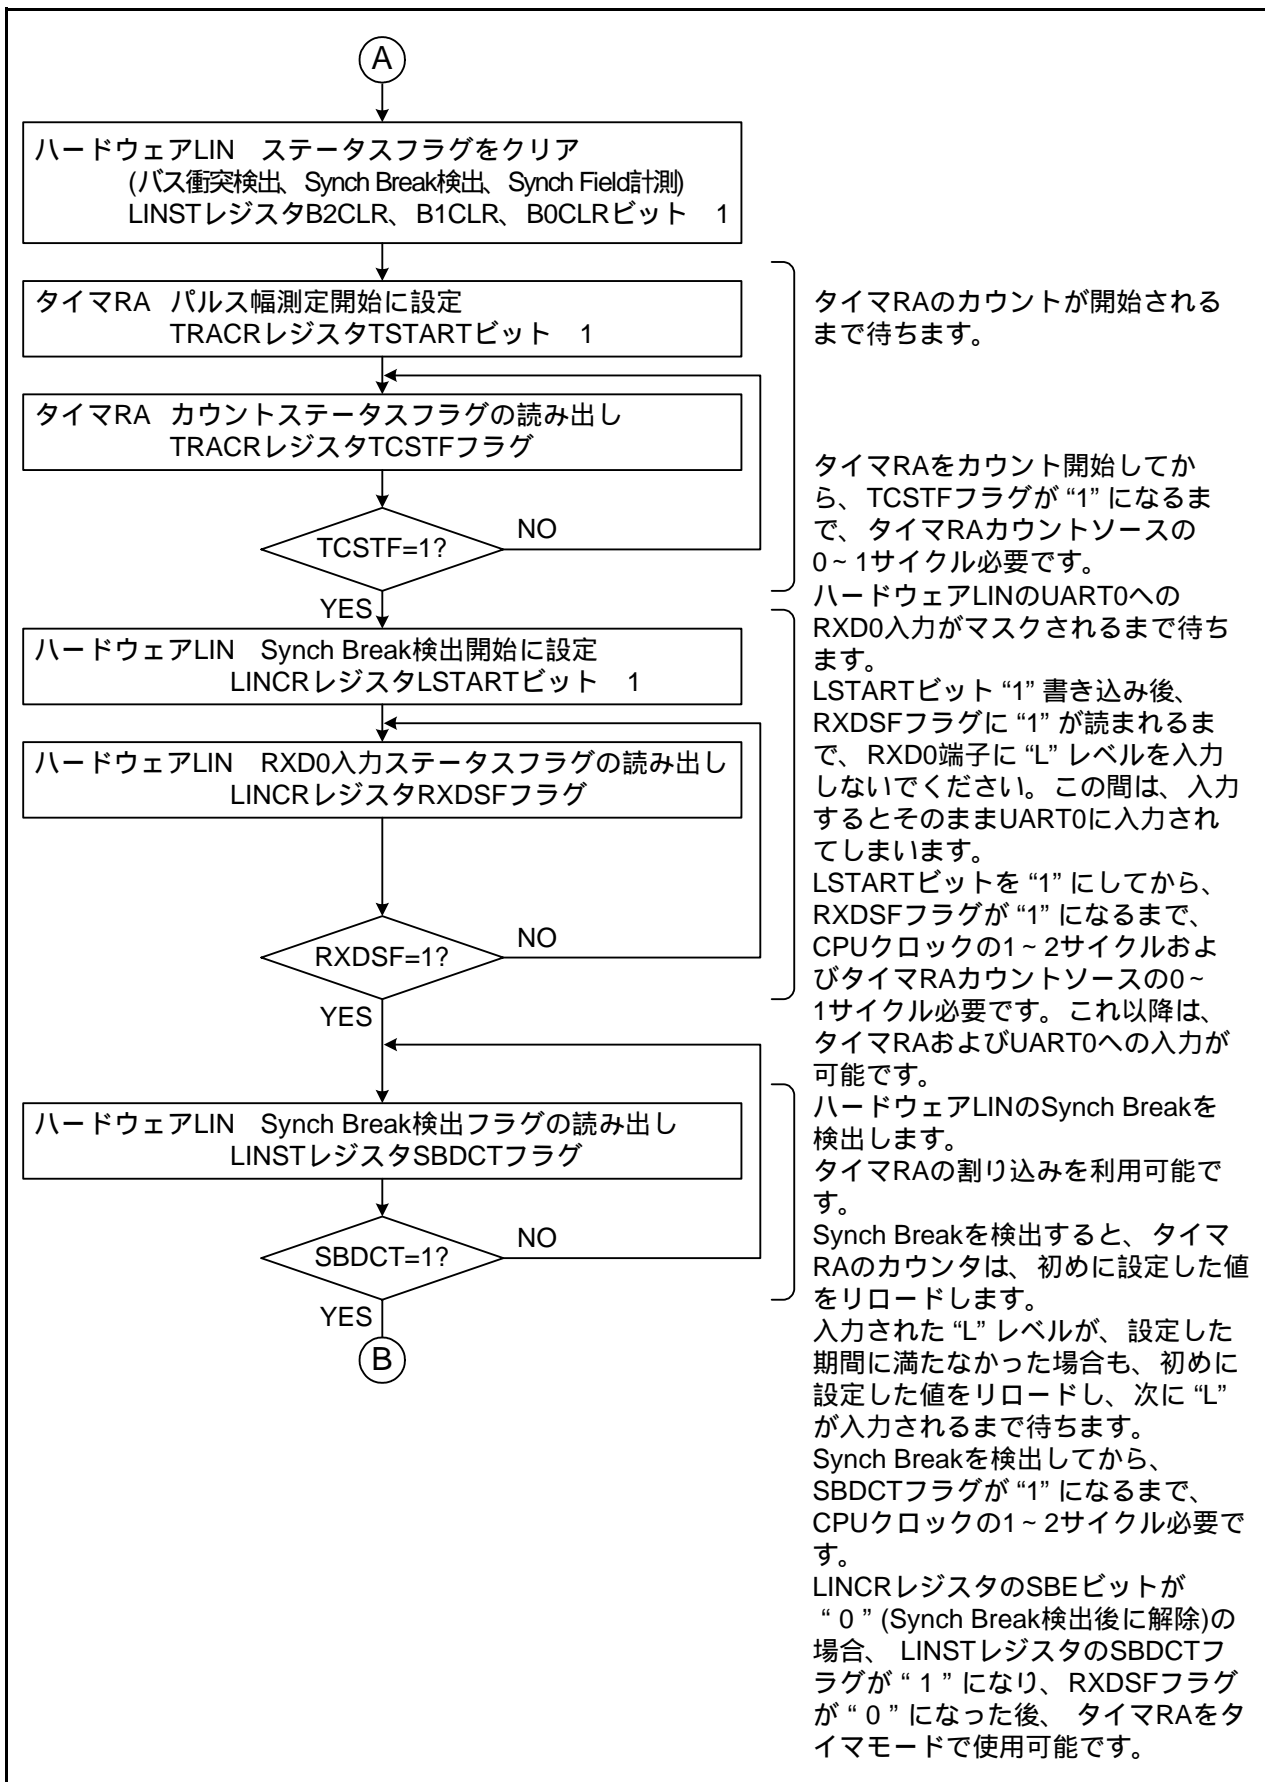 A
ハードウェアLIN　ステータスフラグをクリア
(バス衝突検出、Synch Break検出、Synch Field計測)
LINSTレジスタB2CLR、B1CLR、B0CLRビット　1
タイマRA　パルス幅測定開始に設定
TRACRレジスタTSTARTビット　1
タイマRA　カウントステータスフラグの読み出し
TRACRレジスタTCSTFフラグ
TCSTF=1?
NO
YES
ハードウェアLIN　Synch Break検出開始に設定
LINCRレジスタLSTARTビット　1
ハードウェアLIN　RXD0入力ステータスフラグの読み出し
LINCRレジスタRXDSFフラグ
RXDSF=1?
NO
YES
ハードウェアLIN　Synch Break検出フラグの読み出し
LINSTレジスタSBDCTフラグ
SBDCT=1?
NO
YES
B
タイマRAのカウントが開始される
まで待ちます。
タイマRAをカウント開始してか
ら、TCSTFフラグが “1” になるま
で、タイマRAカウントソースの
0~1サイクル必要です。
ハードウェアLINのUART0への
RXD0入力がマスクされるまで待ち
ます。
LSTARTビット “1” 書き込み後、
RXDSFフラグに “1” が読まれるま
で、RXD0端子に “L” レベルを入力
しないでください。この間は、入力
するとそのままUART0に入力され
てしまいます。
LSTARTビットを “1” にしてから、
RXDSFフラグが “1” になるまで、
CPUクロックの1~2サイクルおよ
びタイマRAカウントソースの0~
1サイクル必要です。これ以降は、
タイマRAおよびUART0への入力が
可能です。
ハードウェアLINのSynch Breakを
検出します。
タイマRAの割り込みを利用可能で
す。
Synch Breakを検出すると、タイマ
RAのカウンタは、初めに設定した値
をリロードします。
入力された “L” レベルが、設定した
期間に満たなかった場合も、初めに
設定した値をリロードし、次に “L”
が入力されるまで待ちます。
Synch Breakを検出してから、
SBDCTフラグが “1” になるまで、
CPUクロックの1~2サイクル必要で
す。
LINCRレジスタのSBEビットが
“ 0 ” (Synch Break検出後に解除)の
場合、 LINSTレジスタのSBDCTフ
ラグが “ 1 ” になり、RXDSFフラグ
が “ 0 ” になった後、 タイマRAをタ
イマモードで使用可能です。